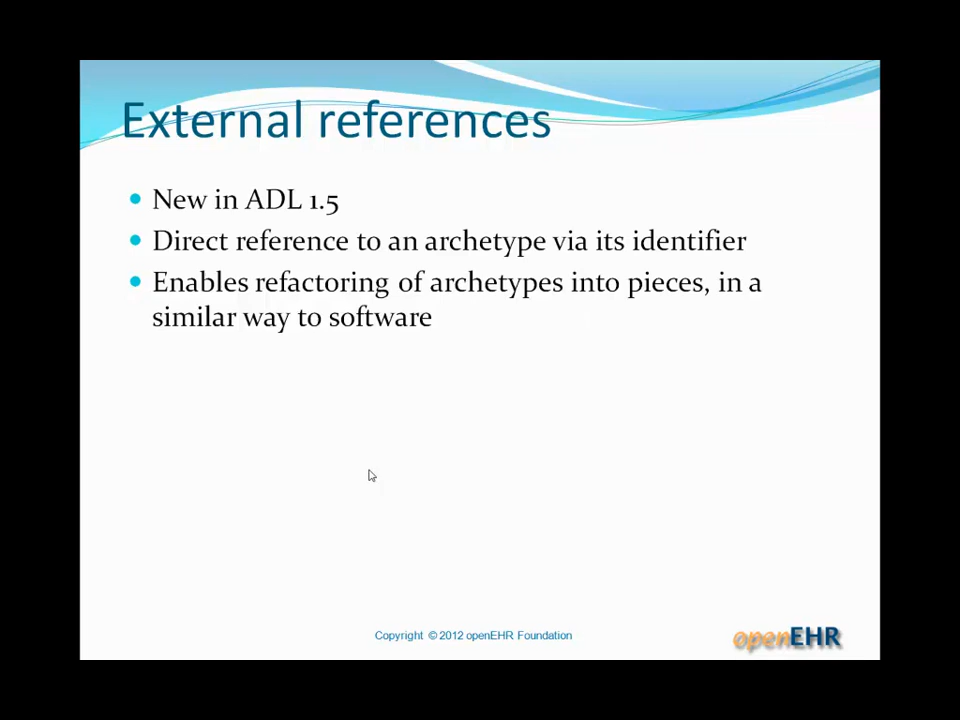 External references
• New in ADL 1.5
• Direct reference to an archetype via its identifier
• Enables refactoring of archetypes into pieces, in a
similar way to software
Copyright © 2012 openEHR Foundation
openEHR